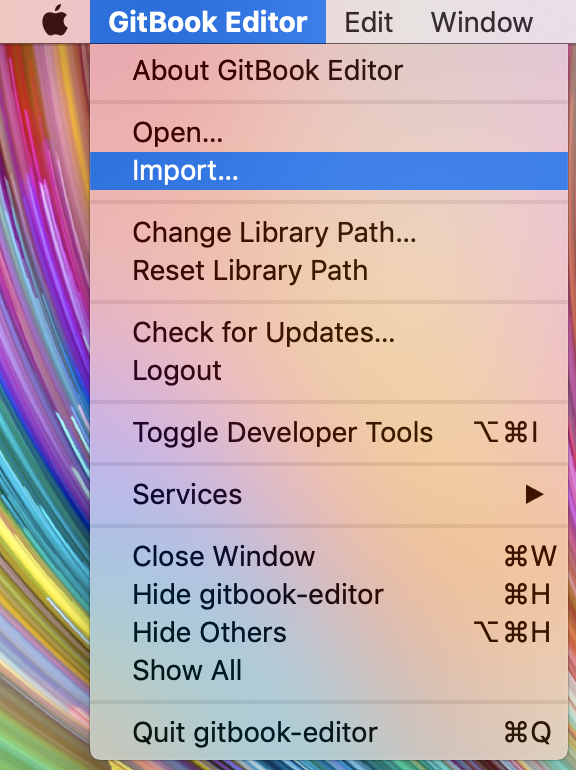 GitBook Editor Edit Window
About GitBook Editor
Open...
Import...
Change Library Path...
Reset Library Path
Check for Updates...
Logout
Toggle Developer Tools ⌥⌘I
Services ▶
Close Window ⌘W
Hide gitbook-editor ⌘H
Hide Others ⌥⌘H
Show All
Quit gitbook-editor ⌘Q